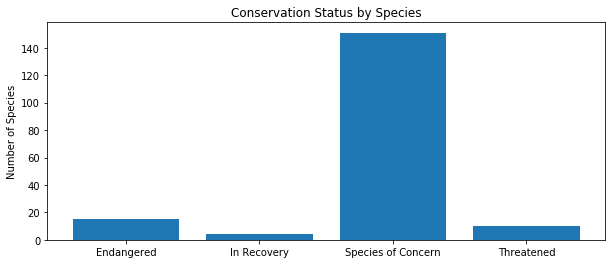 Conservation Status by Species
Number of Species
140
120
100
80
60
40
20
0
Endangered
In Recovery
Species of Concern
Threatened